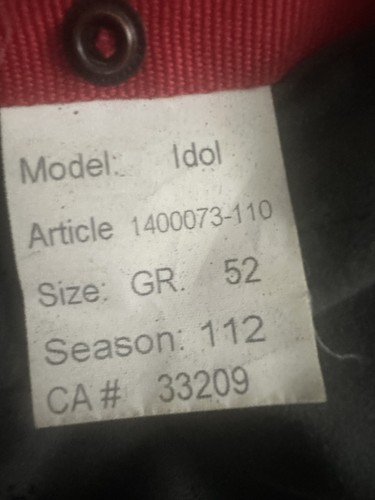 Model: Idol
Article 1400073-110
Size: GR. 52
Season: 112
CA # 33209